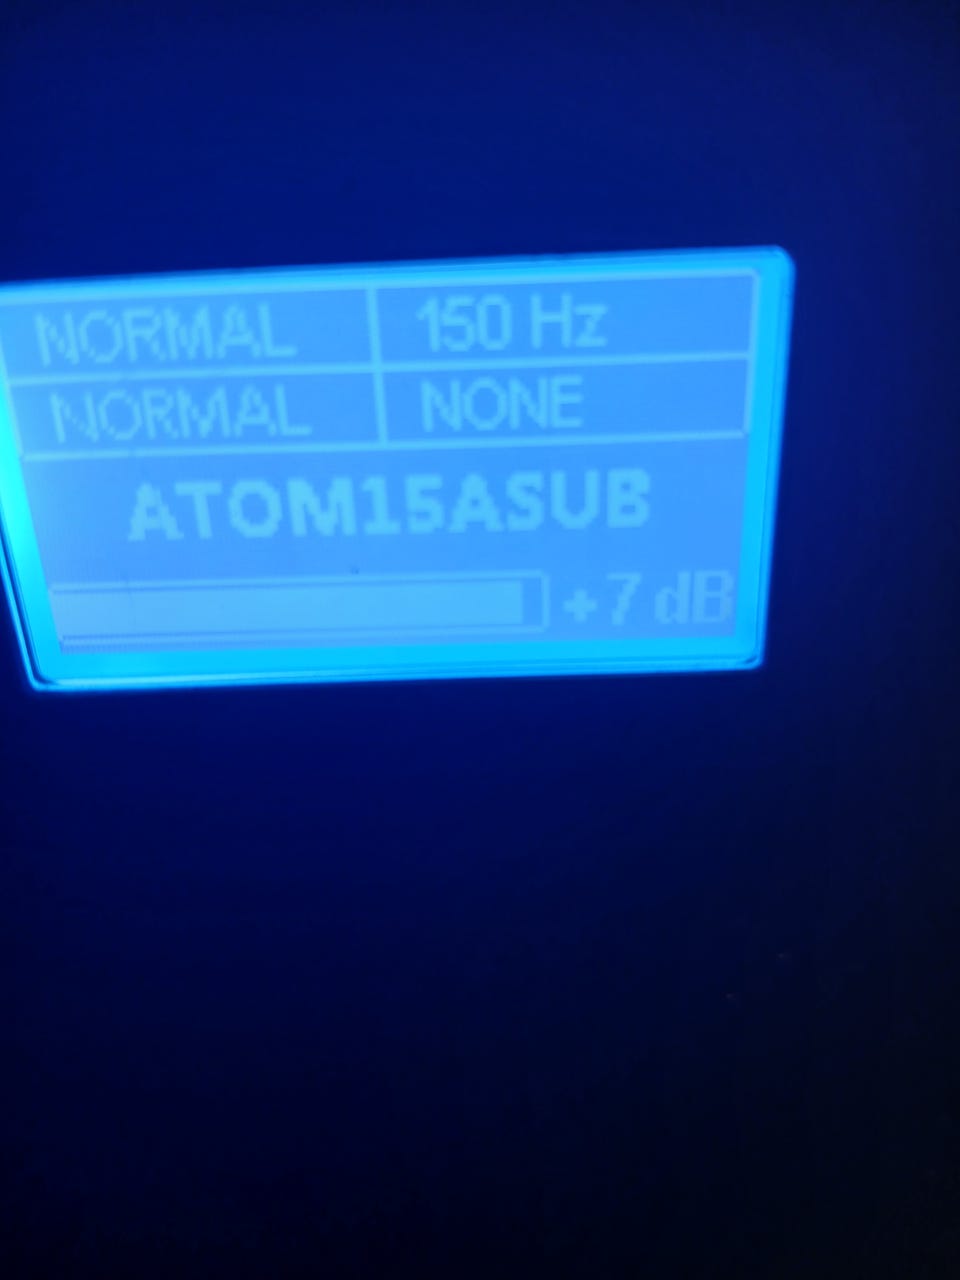 NORMAL 150 Hz
NORMAL NONE
ATOM15ASUB
+7 dB